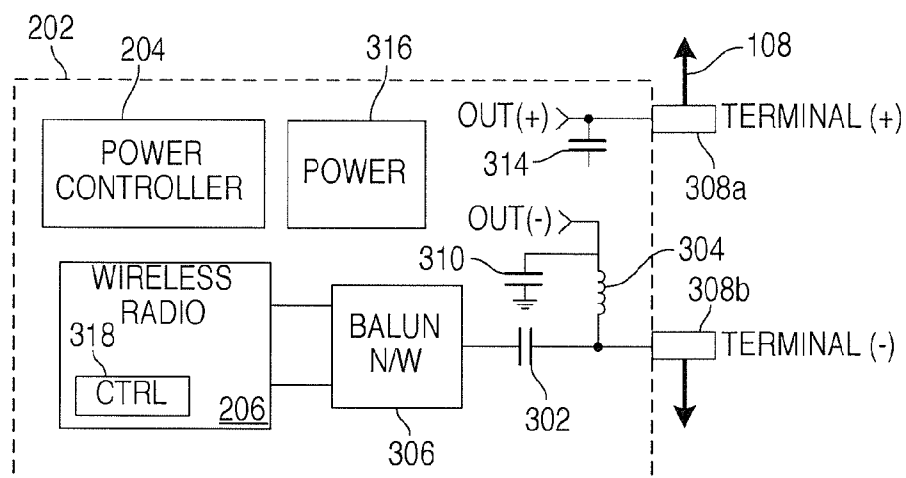 202
204
316
108
OUT(+)
TERMINAL (+)
POWER
CONTROLLER
POWER
314
308a
OUT(-)
310
304
308b
WIRELESS
RADIO
318
CTRL
206
BALUN
N/W
TERMINAL (-)
302
306